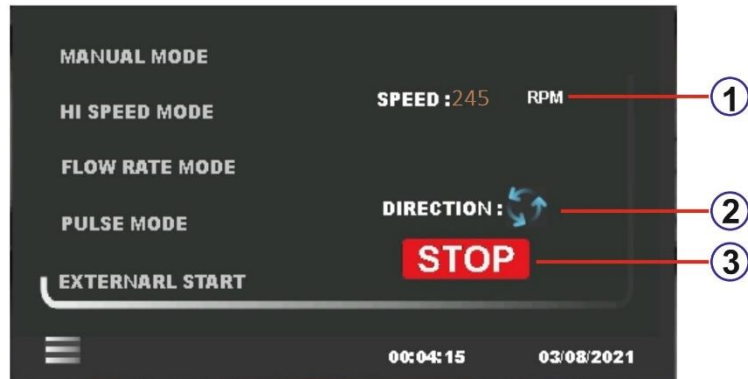 MANUAL MODE
HI SPEED MODE
SPEED :245 RPM
1
FLOW RATE MODE
PULSE MODE
DIRECTION :
2
STOP
3
EXTERNARL START
00:04:15 03/08/2021